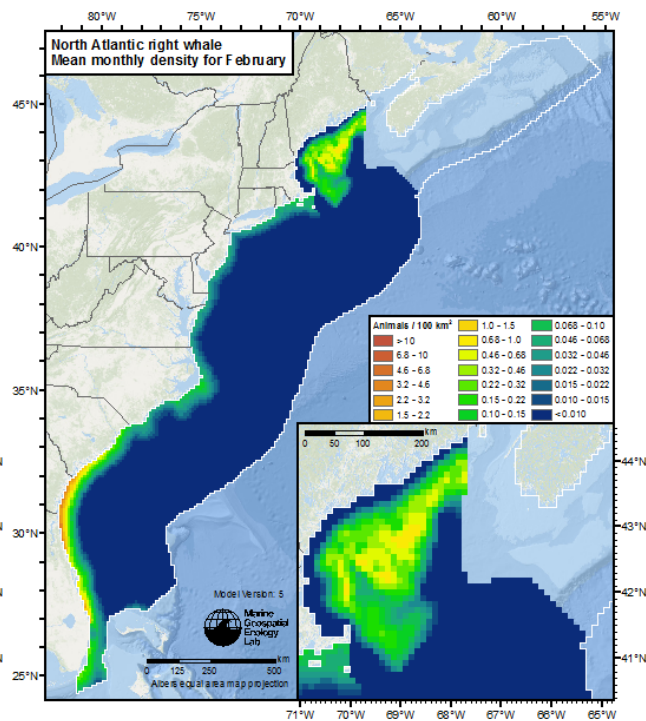 80°W 75°W 70°W 65°W 60°W 55°W
North Atlantic right whale
Mean monthly density for February
45°N
40°N
35°N
30°N
25°N
Animals / 100 km²
>10
6.8 - 10
4.6 - 6.8
3.2 - 4.6
2.2 - 3.2
1.5 - 2.2
1.0 - 1.5
0.68 - 1.0
0.46 - 0.68
0.32 - 0.46
0.22 - 0.32
0.15 - 0.22
0.10 - 0.15
0.068 - 0.10
0.046 - 0.068
0.032 - 0.046
0.022 - 0.032
0.015 - 0.022
0.010 - 0.015
<0.010
km
0 50 100 200
44°N
43°N
42°N
41°N
Model Version: 5
Marine
Geospatial
Ecology
Lab
km
0 125 250 500
Albers equal area map projection
71°W 70°W 69°W 68°W 67°W 66°W 65°W